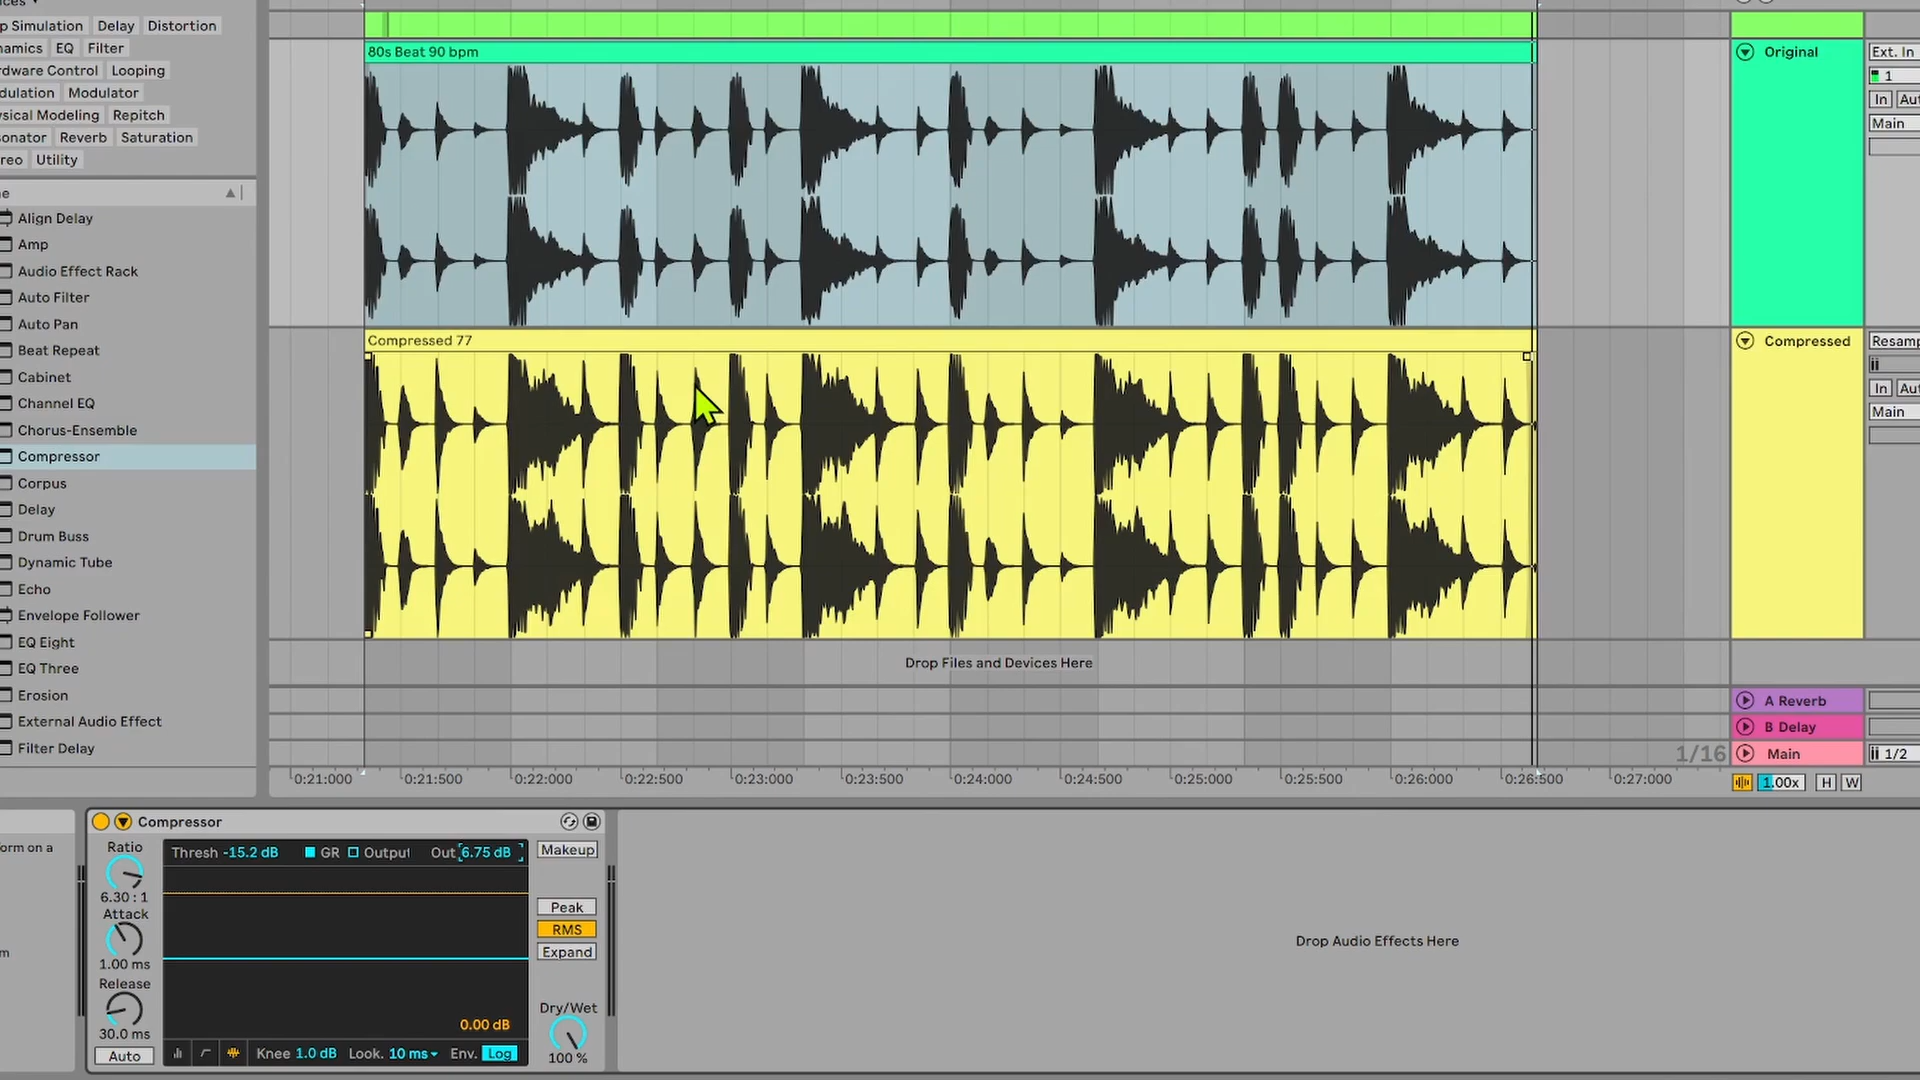 Simulation Delay Distortion
EQ Filter
Control Looping
Modulator
Modeling Repitch
Reverb Saturation
Utility
Align Delay
Amp
Audio Effect Rack
Auto Filter
Auto Pan
Beat Repeat
Cabinet
Channel EQ
Chorus-Ensemble
Compressor
Corpus
Delay
Drum Buss
Dynamic Tube
Echo
Envelope Follower
EQ Eight
EQ Three
Erosion
External Audio Effect
Filter Delay
80s Beat 90 bpm
Compressed 77
Drop Files and Devices Here
1/16
0:21:000 0:21:500 0:22:000 0:22:500 0:23:000 0:23:500 0:24:000 0:24:500 0:25:000 0:25:500 0:26:000 0:26:500 0:27:000
Original
Ext. In
1
In Aut
Main
Compressed
Resamp
In Aut
Main
A Reverb
B Delay
Main
1/2
1.00x H W
orm on a
Compressor
Ratio
6.30 : 1
Attack
1.00 ms
Release
30.0 ms
Auto
Thresh -15.2 dB GR Output Out 6.75 dB
0.00 dB
Knee 1.0 dB Look. 10 ms Env. Log
Makeup
Peak
RMS
Expand
Dry/Wet
100 %
Drop Audio Effects Here